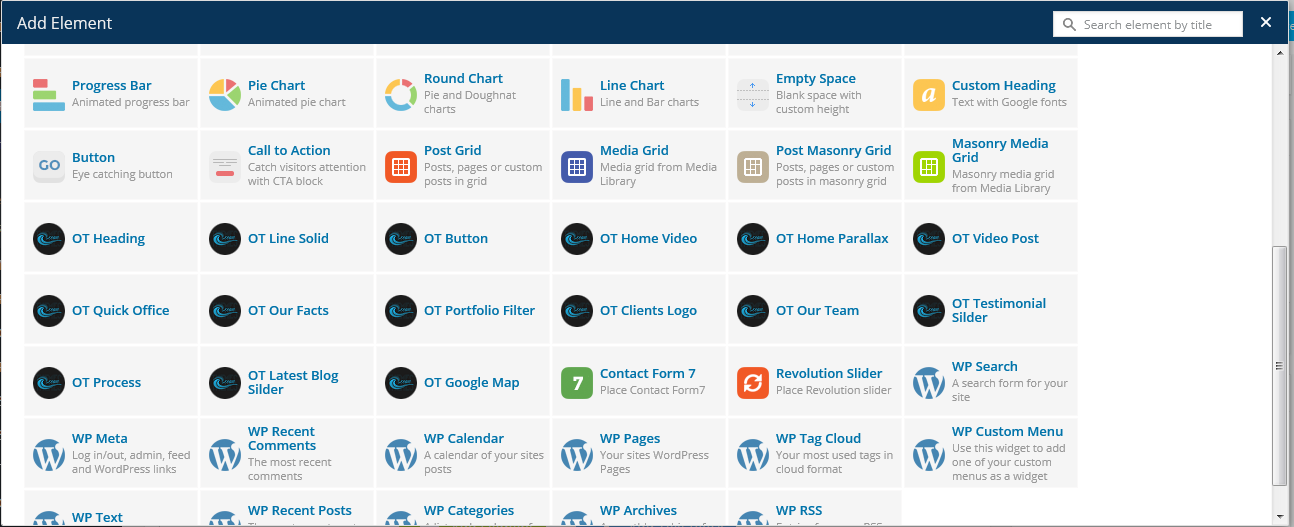 Add Element
Search element by title
Progress Bar
Animated progress bar
Pie Chart
Animated pie chart
Round Chart
Pie and Doughnat
charts
Line Chart
Line and Bar charts
Empty Space
Blank space with
custom height
Custom Heading
Text with Google fonts
GO
Button
Eye catching button
Call to Action
Catch visitors attention
with CTA block
Post Grid
Posts, pages or custom
posts in grid
Media Grid
Media grid from Media
Library
Post Masonry Grid
Posts, pages or custom
posts in masonry grid
Masonry Media
Grid
Masonry media grid
from Media Library
OT Heading
OT Line Solid
OT Button
OT Home Video
OT Home Parallax
OT Video Post
OT Quick Office
OT Our Facts
OT Portfolio Filter
OT Clients Logo
OT Our Team
OT Testimonial
Silder
OT Process
OT Latest Blog
Silder
OT Google Map
7
Contact Form 7
Place Contact Form7
Revolution Slider
Place Revolution slider
WP Search
A search form for your
site
WP Meta
Log in/out, admin, feed
and WordPress links
WP Recent
Comments
The most recent
comments
WP Calendar
A calendar of your sites
posts
WP Pages
Your sites WordPress
Pages
WP Tag Cloud
Your most used tags in
cloud format
WP Custom Menu
Use this widget to add
one of your custom
menus as a widget
WP Text
WP Recent Posts
WP Categories
WP Archives
WP RSS